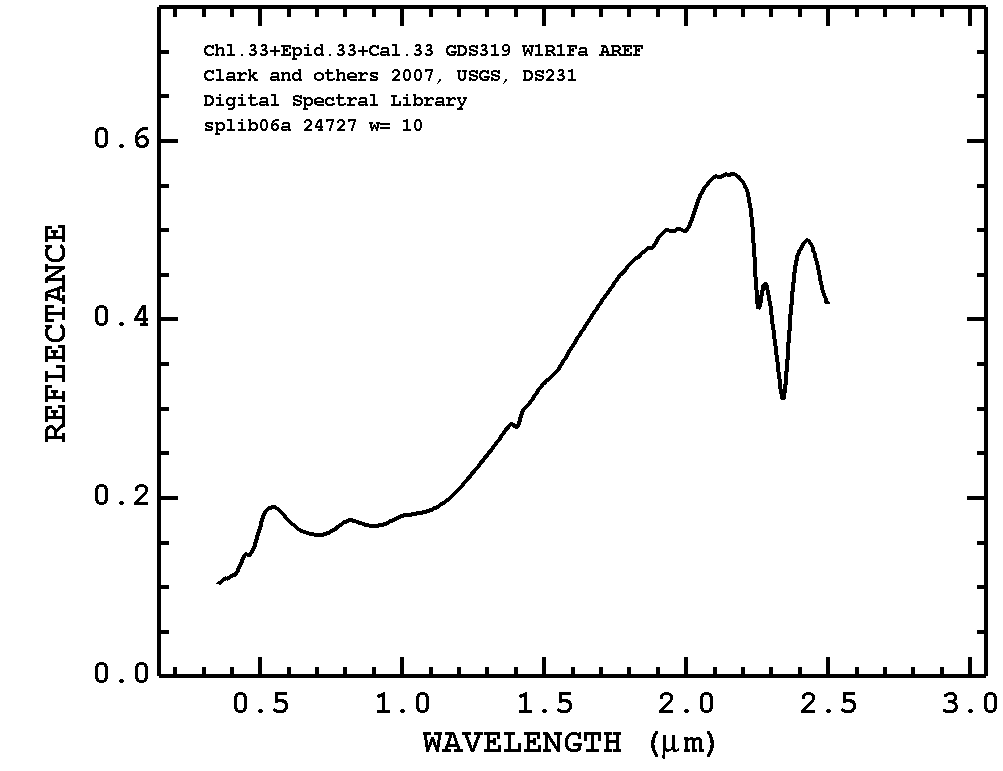 Chl.33+Epid.33+Cal.33 GDS319 W1R1Fa AREF
Clark and others 2007, USGS, DS231
Digital Spectral Library
splib06a 24727 w= 10
0.6
0.4
0.2
0.0
REFLECTANCE
0.5 1.0 1.5 2.0 2.5 3.0
WAVELENGTH (μm)